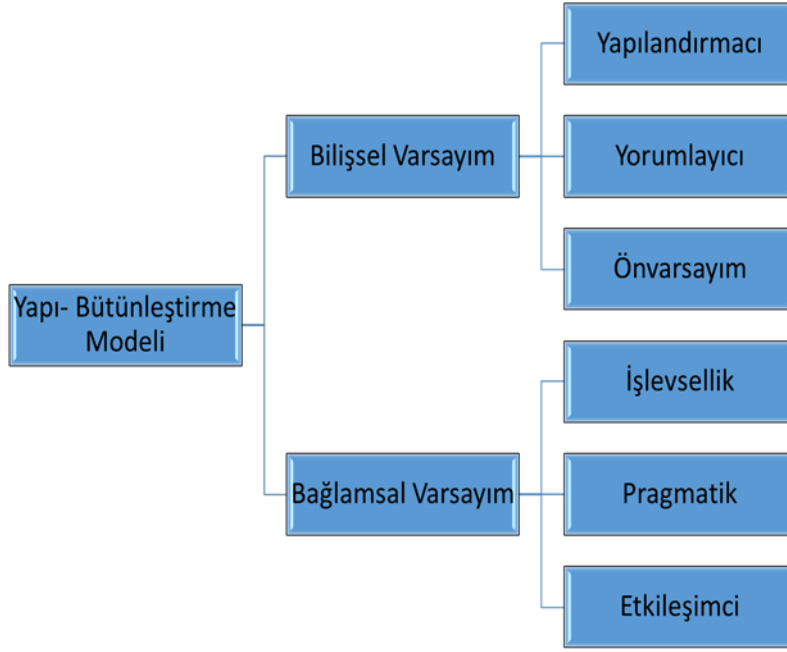 Yapı- Bütünleştirme
Modeli
Bilişsel Varsayım
Yapılandırmacı
Yorumlayıcı
Önvarsayım
Bağlamsal Varsayım
İşlevsellik
Pragmatik
Etkileşimci